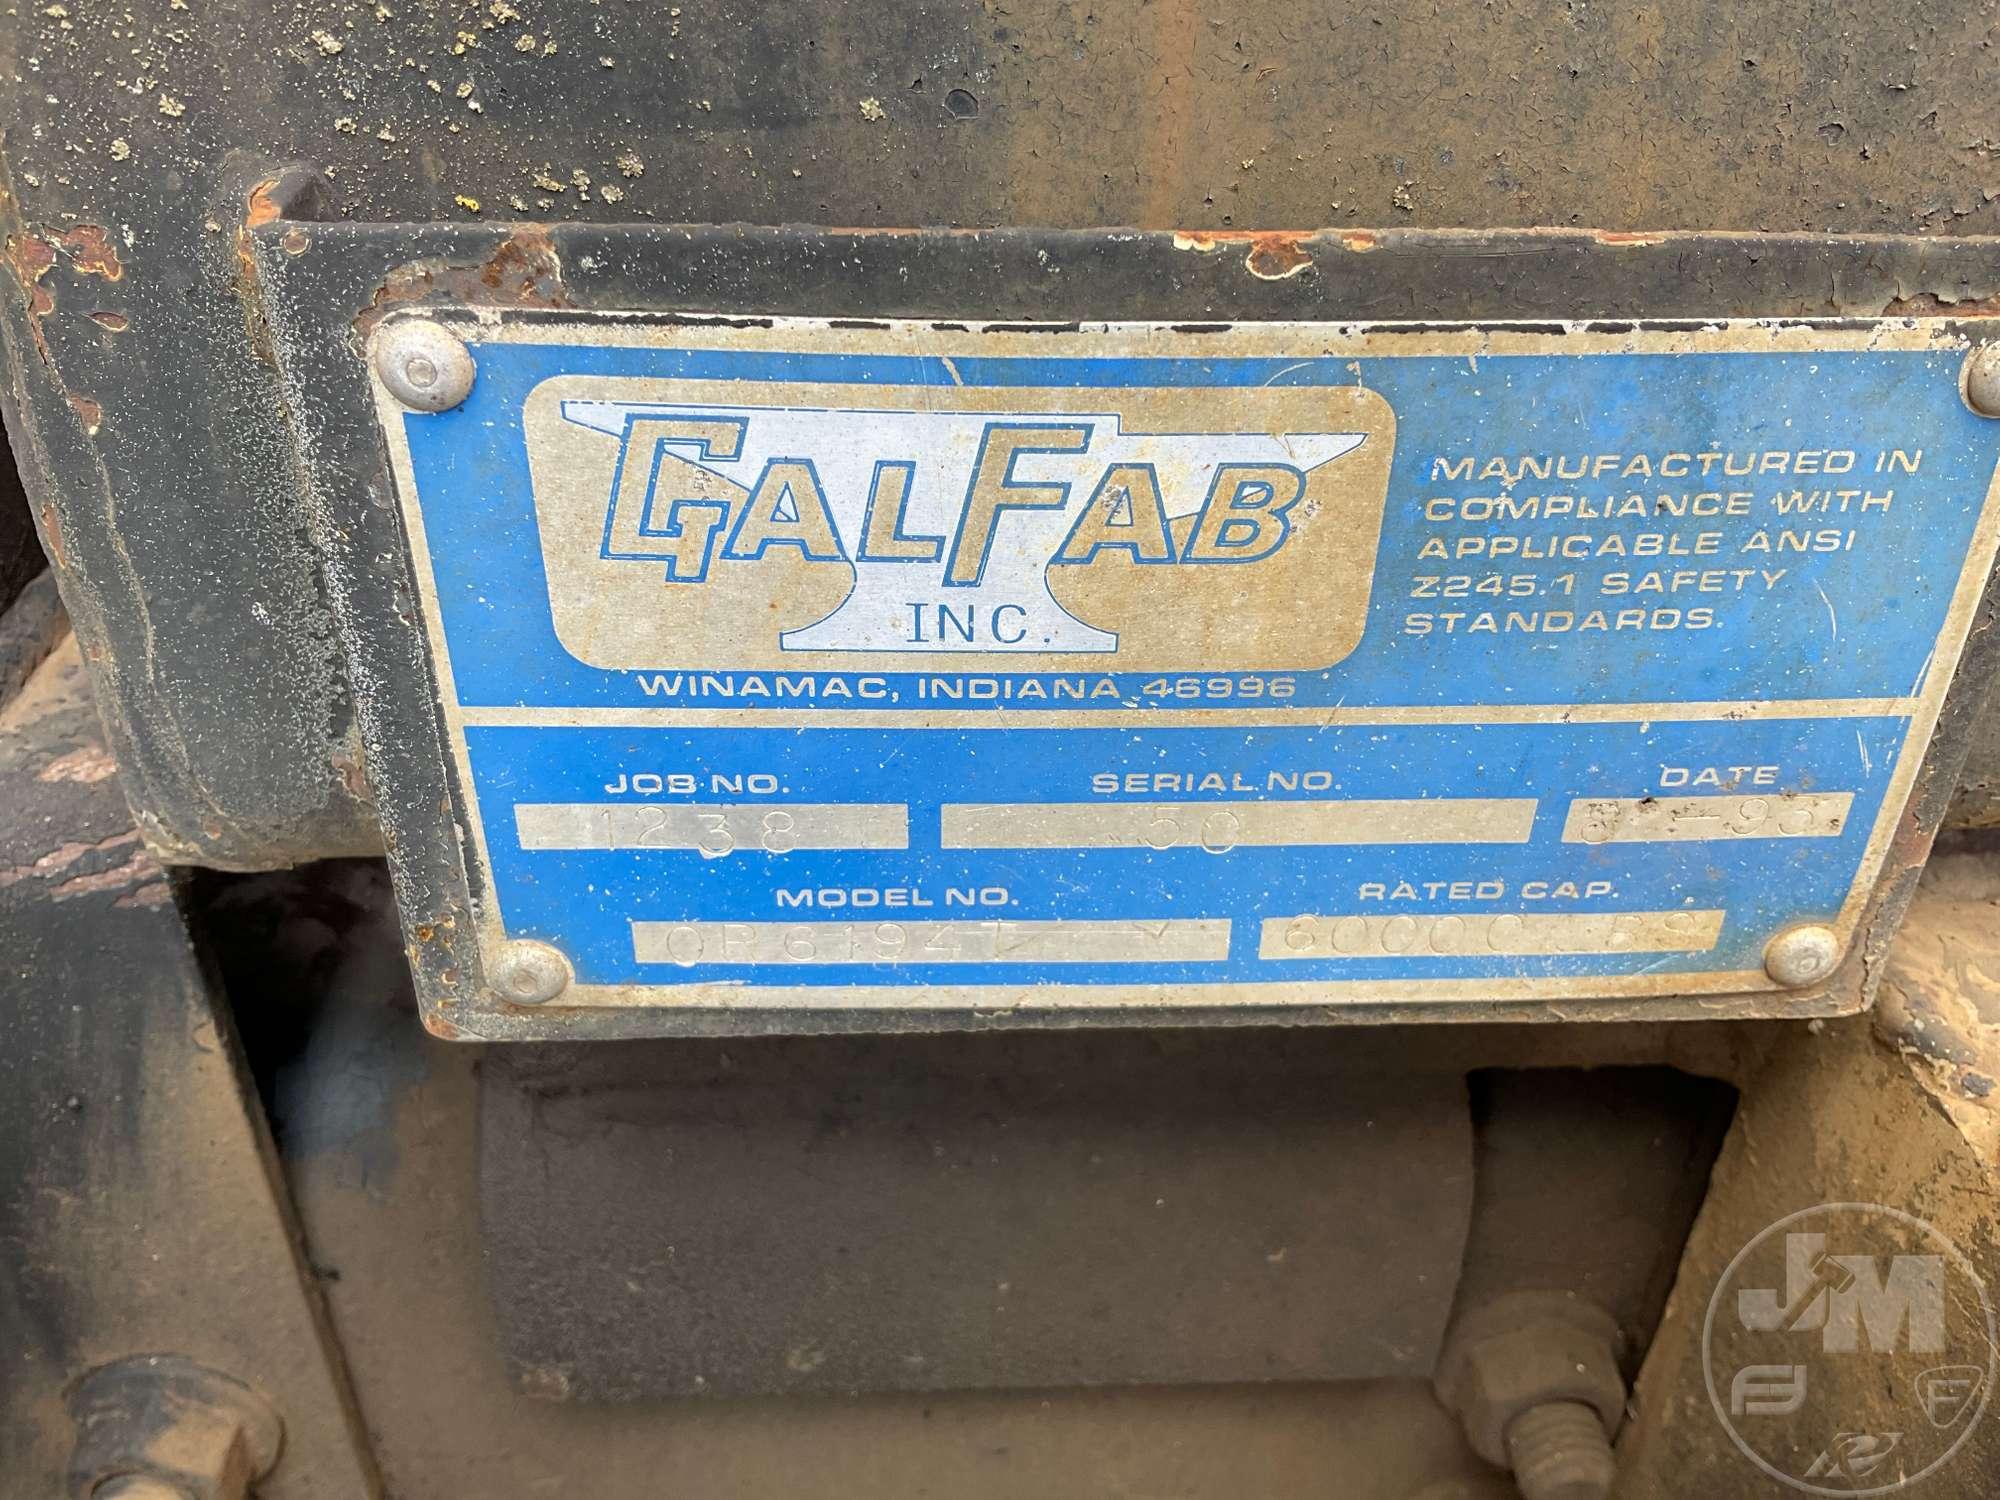 GALFAB
INC.
WINAMAC, INDIANA 46996
MANUFACTURED IN
COMPLIANCE WITH
APPLICABLE ANSI
Z245.1 SAFETY
STANDARDS.
JOB NO.
1238
SERIAL NO.
50
DATE
MODEL NO.
OR6194T
RATED CAP.
60000 LBS
JM